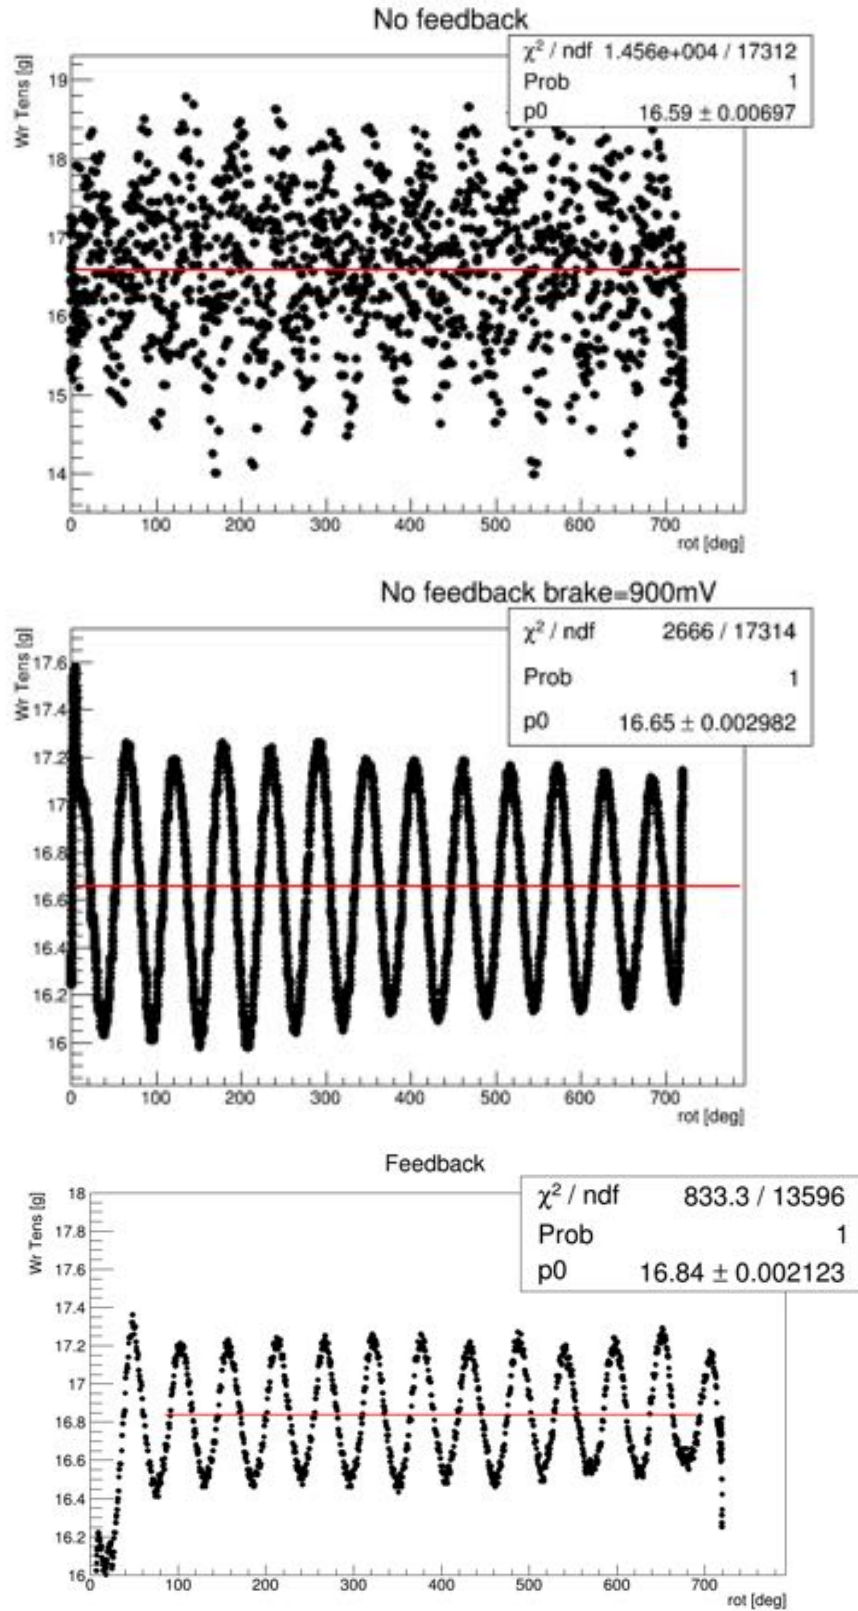 No feedback
χ² / ndf 1.456e+004 / 17312
Prob 1
p0 16.59 ± 0.00697
Wr Tens [g]
19
18
17
16
15
14
0 100 200 300 400 500 600 700
rot [deg]
No feedback brake=900mV
χ² / ndf 2666 / 17314
Prob 1
p0 16.65 ± 0.002982
Wr Tens [g]
17.6
17.4
17.2
17
16.8
16.6
16.4
16.2
16
0 100 200 300 400 500 600 700
rot [deg]
Feedback
χ² / ndf 833.3 / 13596
Prob 1
p0 16.84 ± 0.002123
Wr Tens [g]
18
17.8
17.6
17.4
17.2
17
16.8
16.6
16.4
16.2
16
0 100 200 300 400 500 600 700
rot [deg]